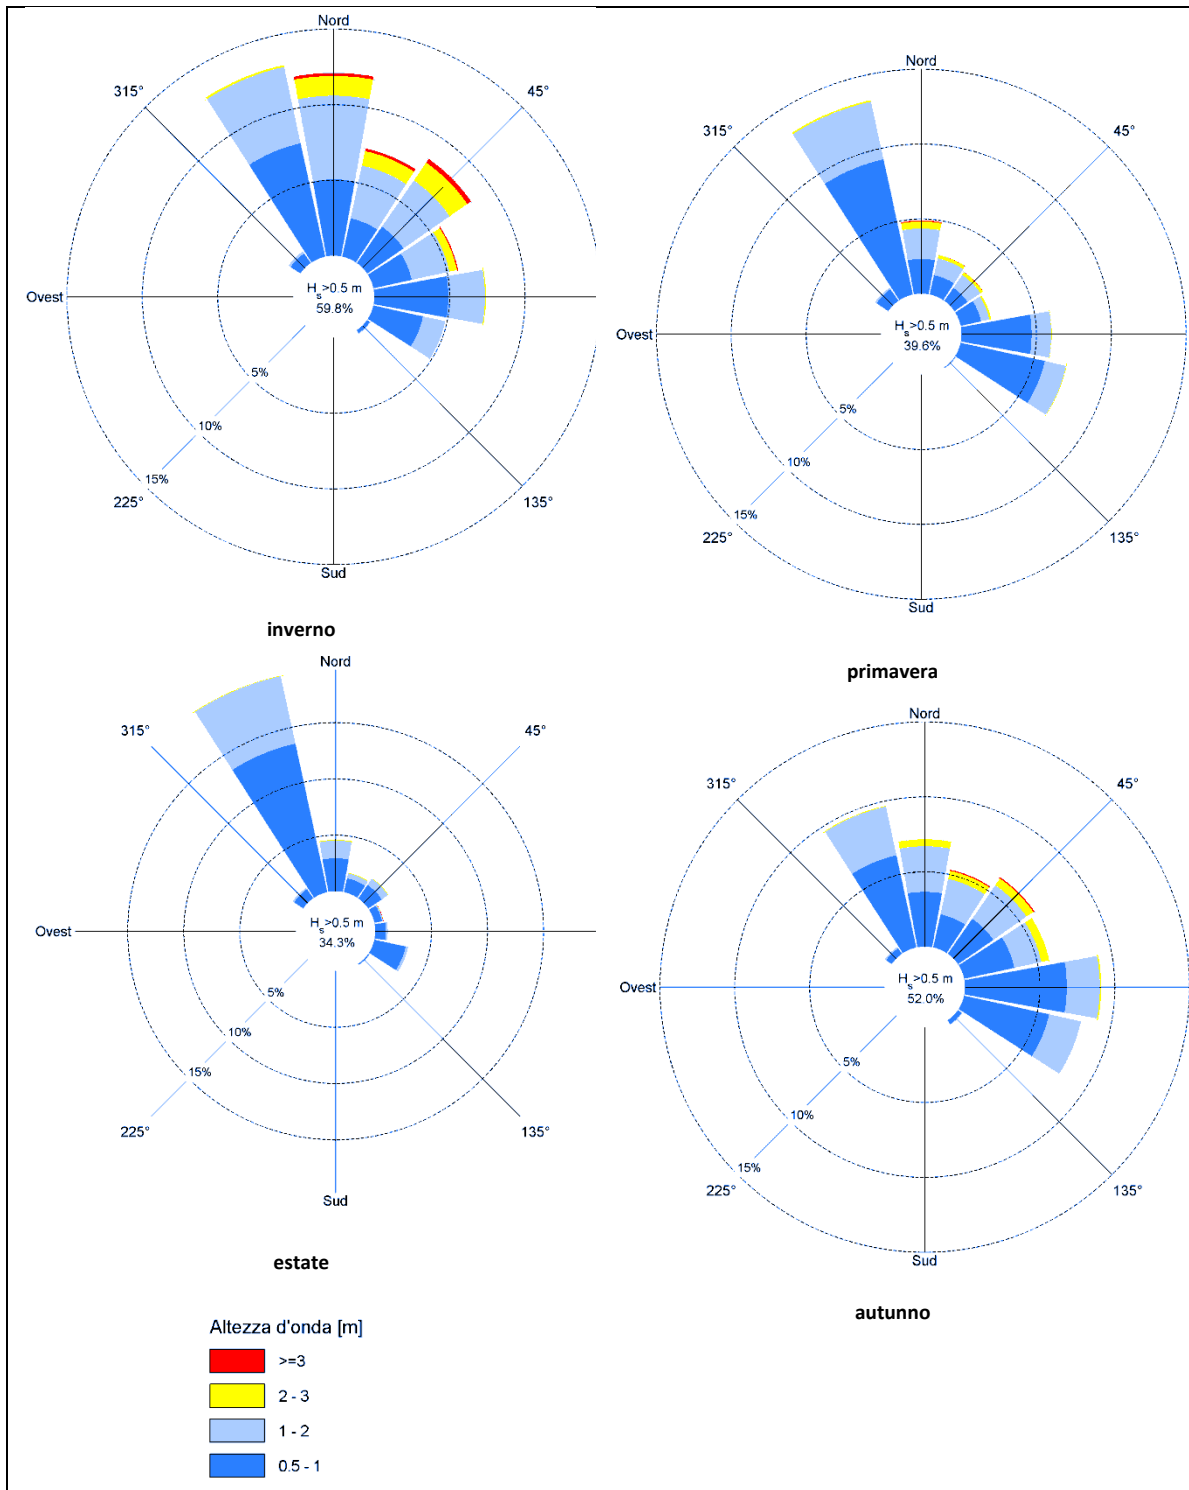 Nord
315°
45°
Ovest
Hs>0.5 m
59.8%
5%
10%
15%
225°
135°
Sud
inverno
Nord
315°
45°
Ovest
Hs>0.5 m
39.6%
5%
10%
15%
225°
135°
Sud
primavera
Nord
315°
45°
Ovest
Hs>0.5 m
34.3%
5%
10%
15%
225°
135°
Sud
estate
Nord
315°
45°
Ovest
Hs>0.5 m
52.0%
5%
10%
15%
225°
135°
Sud
autunno
Altezza d'onda [m]
>=3
2 - 3
1 - 2
0.5 - 1